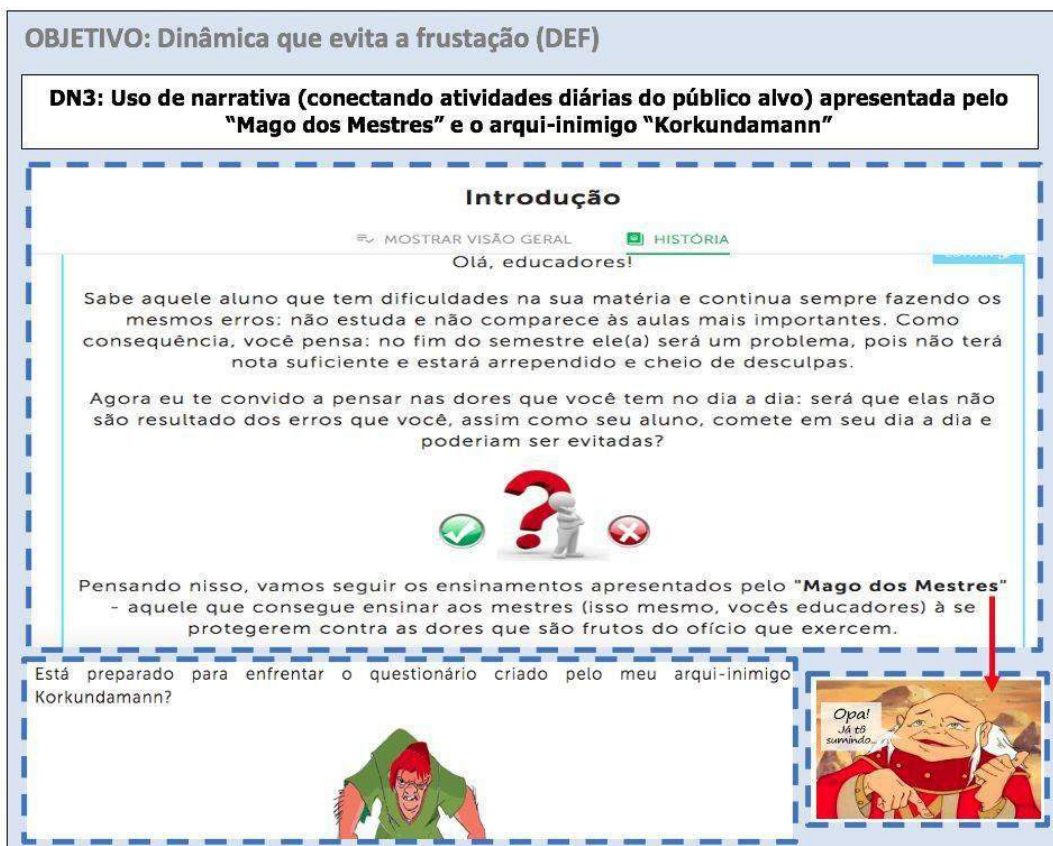 OBJETIVO: Dinâmica que evita a frustação (DEF)
DN3: Uso de narrativa (conectando atividades diárias do público alvo) apresentada pelo
“Mago dos Mestres” e o arqui-inimigo “Korkundamann”
Introdução
MOSTRAR VISÃO GERAL HISTÓRIA
Olá, educadores!
Sabe aquele aluno que tem dificuldades na sua matéria e continua sempre fazendo os
mesmos erros: não estuda e não comparece às aulas mais importantes. Como
consequência, você pensa: no fim do semestre ele(a) será um problema, pois não terá
nota suficiente e estará arrependido e cheio de desculpas.
Agora eu te convido a pensar nas dores que você tem no dia a dia: será que elas não
são resultado dos erros que você, assim como seu aluno, comete em seu dia a dia e
poderiam ser evitadas?
Pensando nisso, vamos seguir os ensinamentos apresentados pelo "Mago dos Mestres"
- aquele que consegue ensinar aos mestres (isso mesmo, vocês educadores) à se
protegerem contra as dores que são frutos do ofício que exercem.
Está preparado para enfrentar o questionário criado pelo meu arqui-inimigo
Korkundamann?
Opa!
Já tô
sumindo...